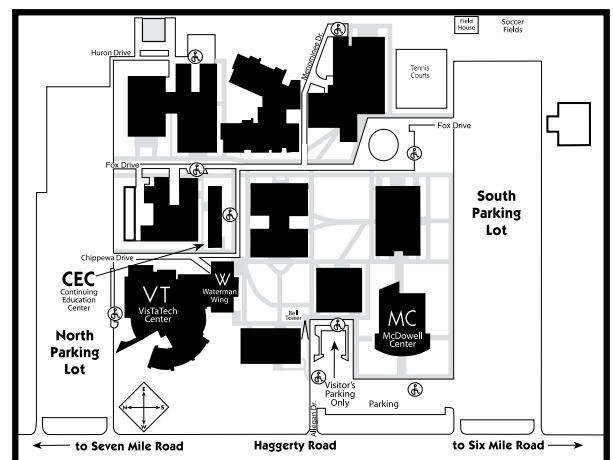 Field
House
Soccer
Fields
Huron Drive
Menominee Dr.
Tennis
Courts
Fox Drive
Fox Drive
South
Parking
Lot
Chippewa Drive
CEC
Continuing
Education
Center
VT
VisTaTech
Center
W
Waterman
Wing
Bell
Tower
MC
McDowell
Center
North
Parking
Lot
Visitor's
Parking
Only
Parking
Allegan Dr.
E
N S
W
to Seven Mile Road
Haggerty Road
to Six Mile Road